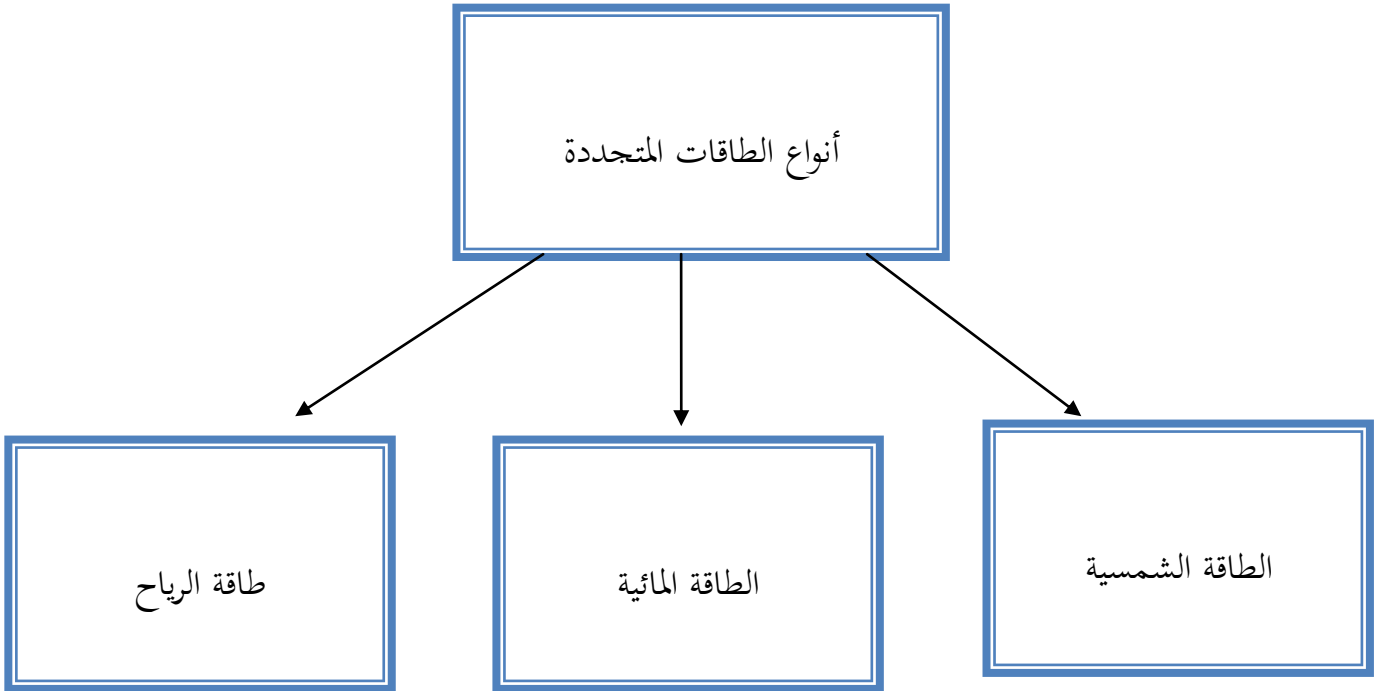 أنواع الطاقات المتجددة
الطاقة الشمسية
الطاقة المائية
طاقة الرياح